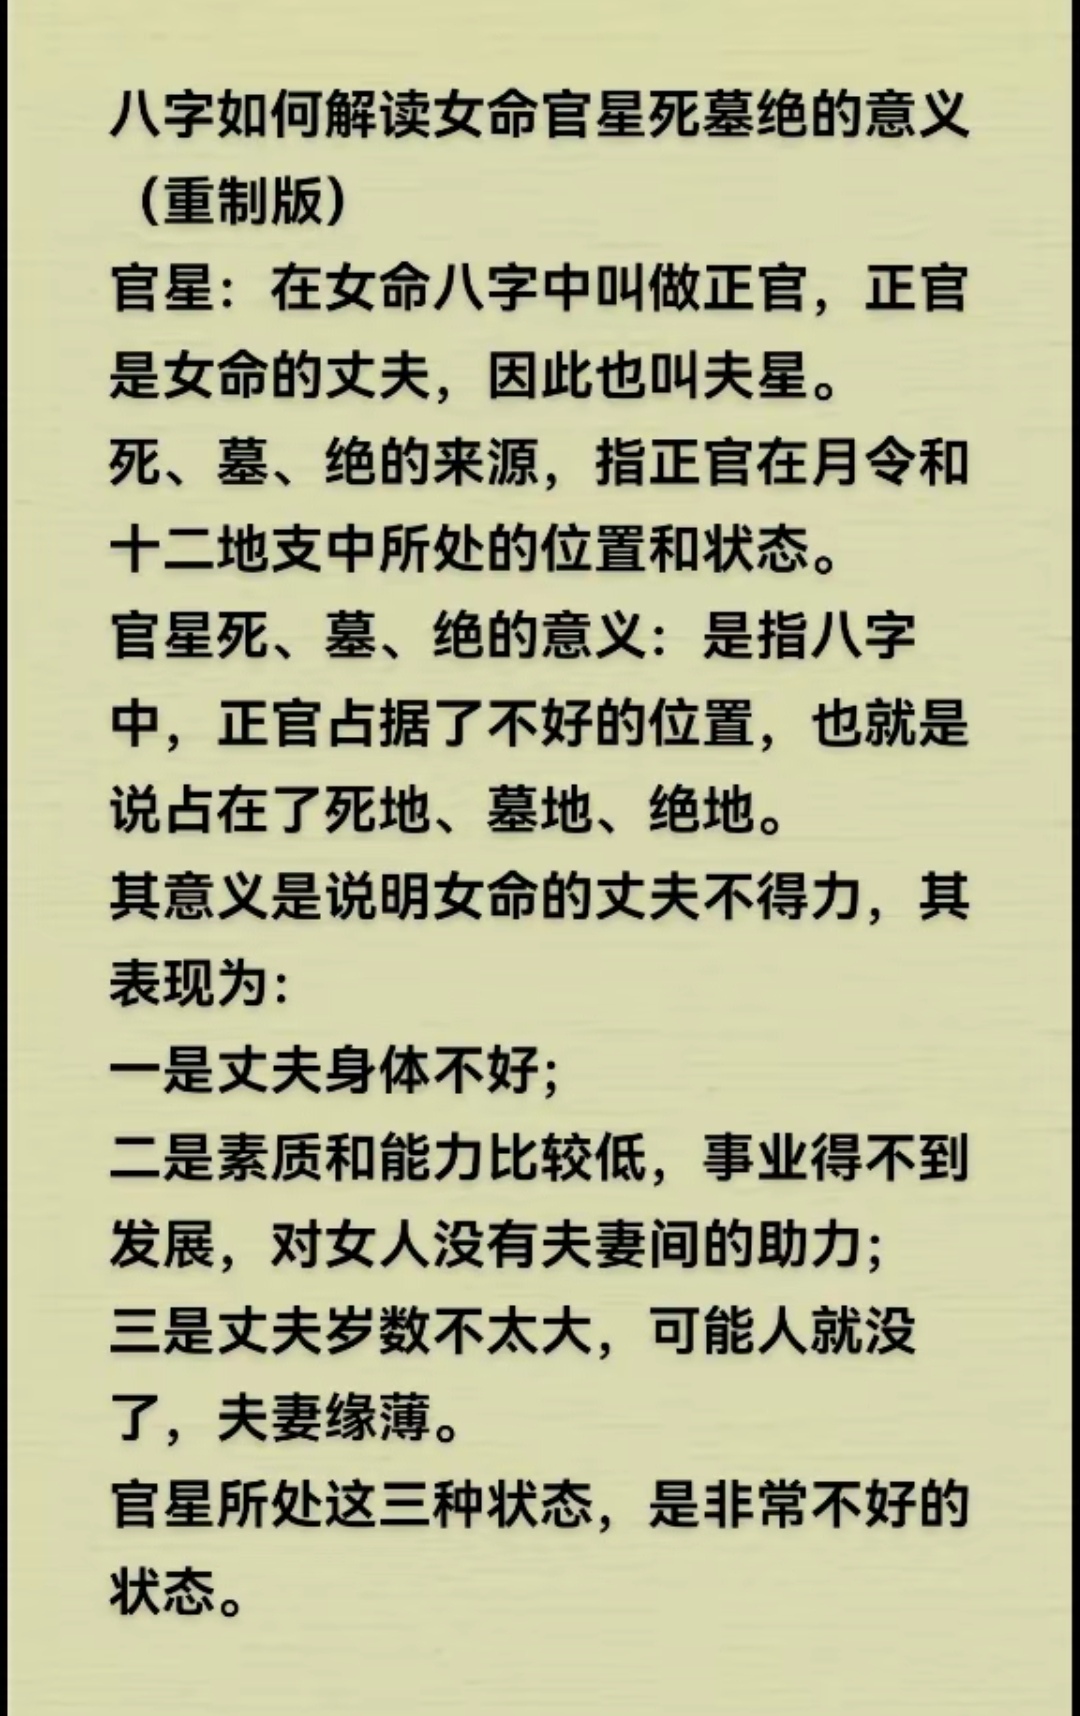 八字如何解读女命官星死墓绝的意义
（重制版）
官星：在女命八字中叫做正官，正官
是女命的丈夫，因此也叫夫星。
死、墓、绝的来源，指正官在月令和
十二地支中所处的位置和状态。
官星死、墓、绝的意义：是指八字
中，正官占据了不好的位置，也就是
说占在了死地、墓地、绝地。
其意义是说明女命的丈夫不得力，其
表现为：
一是丈夫身体不好；
二是素质和能力比较低，事业得不到
发展，对女人没有夫妻间的助力；
三是丈夫岁数不太大，可能人就没
了，夫妻缘薄。
官星所处这三种状态，是非常不好的
状态。